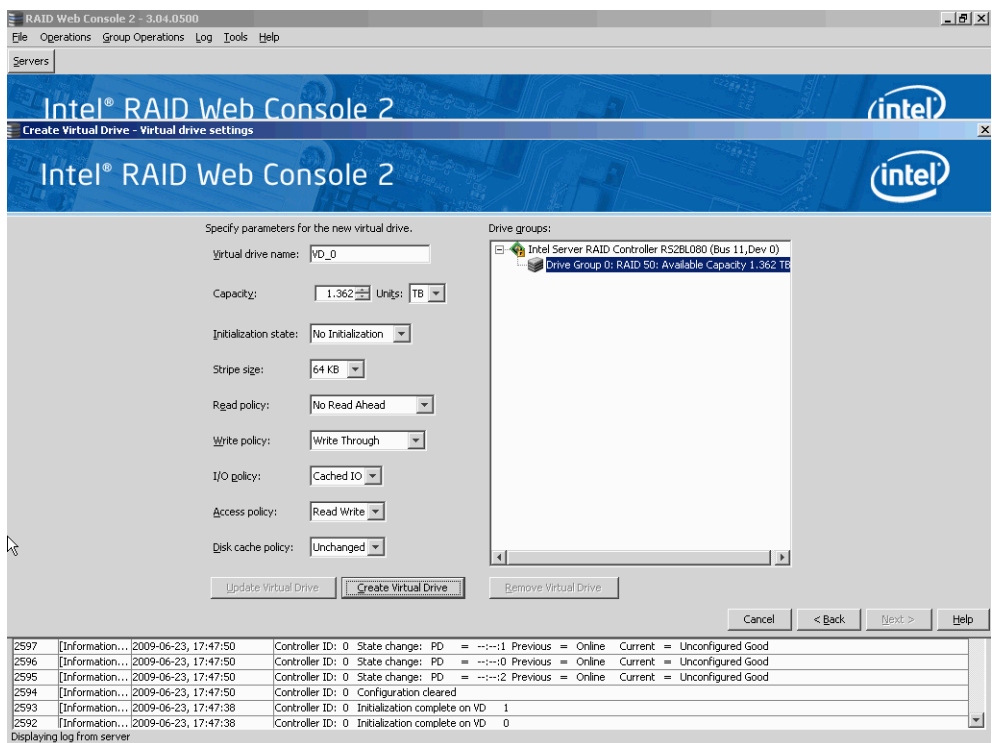 RAID Web Console 2 - 3.04.0500
File Operations Group Operations Log Tools Help
Servers
Intel® RAID Web Console 2
intel
Create Virtual Drive - Virtual drive settings
Intel® RAID Web Console 2
intel
Specify parameters for the new virtual drive.
Virtual drive name: VD_0
Capacity: 1.362 Units: TB
Initialization state: No Initialization
Stripe size: 64 KB
Read policy: No Read Ahead
Write policy: Write Through
I/O policy: Cached IO
Access policy: Read Write
Disk cache policy: Unchanged
Drive groups:
Intel Server RAID Controller RS2BL080 (Bus 11,Dev 0)
Drive Group 0: RAID 50: Available Capacity 1.362 TB
Update Virtual Drive Create Virtual Drive Remove Virtual Drive
Cancel < Back Next > Help
2597 [Information... 2009-06-23, 17:47:50 Controller ID: 0 State change: PD = --:--:1 Previous = Online Current = Unconfigured Good
2596 [Information... 2009-06-23, 17:47:50 Controller ID: 0 State change: PD = --:--:0 Previous = Online Current = Unconfigured Good
2595 [Information... 2009-06-23, 17:47:50 Controller ID: 0 State change: PD = --:--:2 Previous = Online Current = Unconfigured Good
2594 [Information... 2009-06-23, 17:47:50 Controller ID: 0 Configuration cleared
2593 [Information... 2009-06-23, 17:47:38 Controller ID: 0 Initialization complete on VD 1
2592 [Information... 2009-06-23, 17:47:38 Controller ID: 0 Initialization complete on VD 0
Displaying log from server